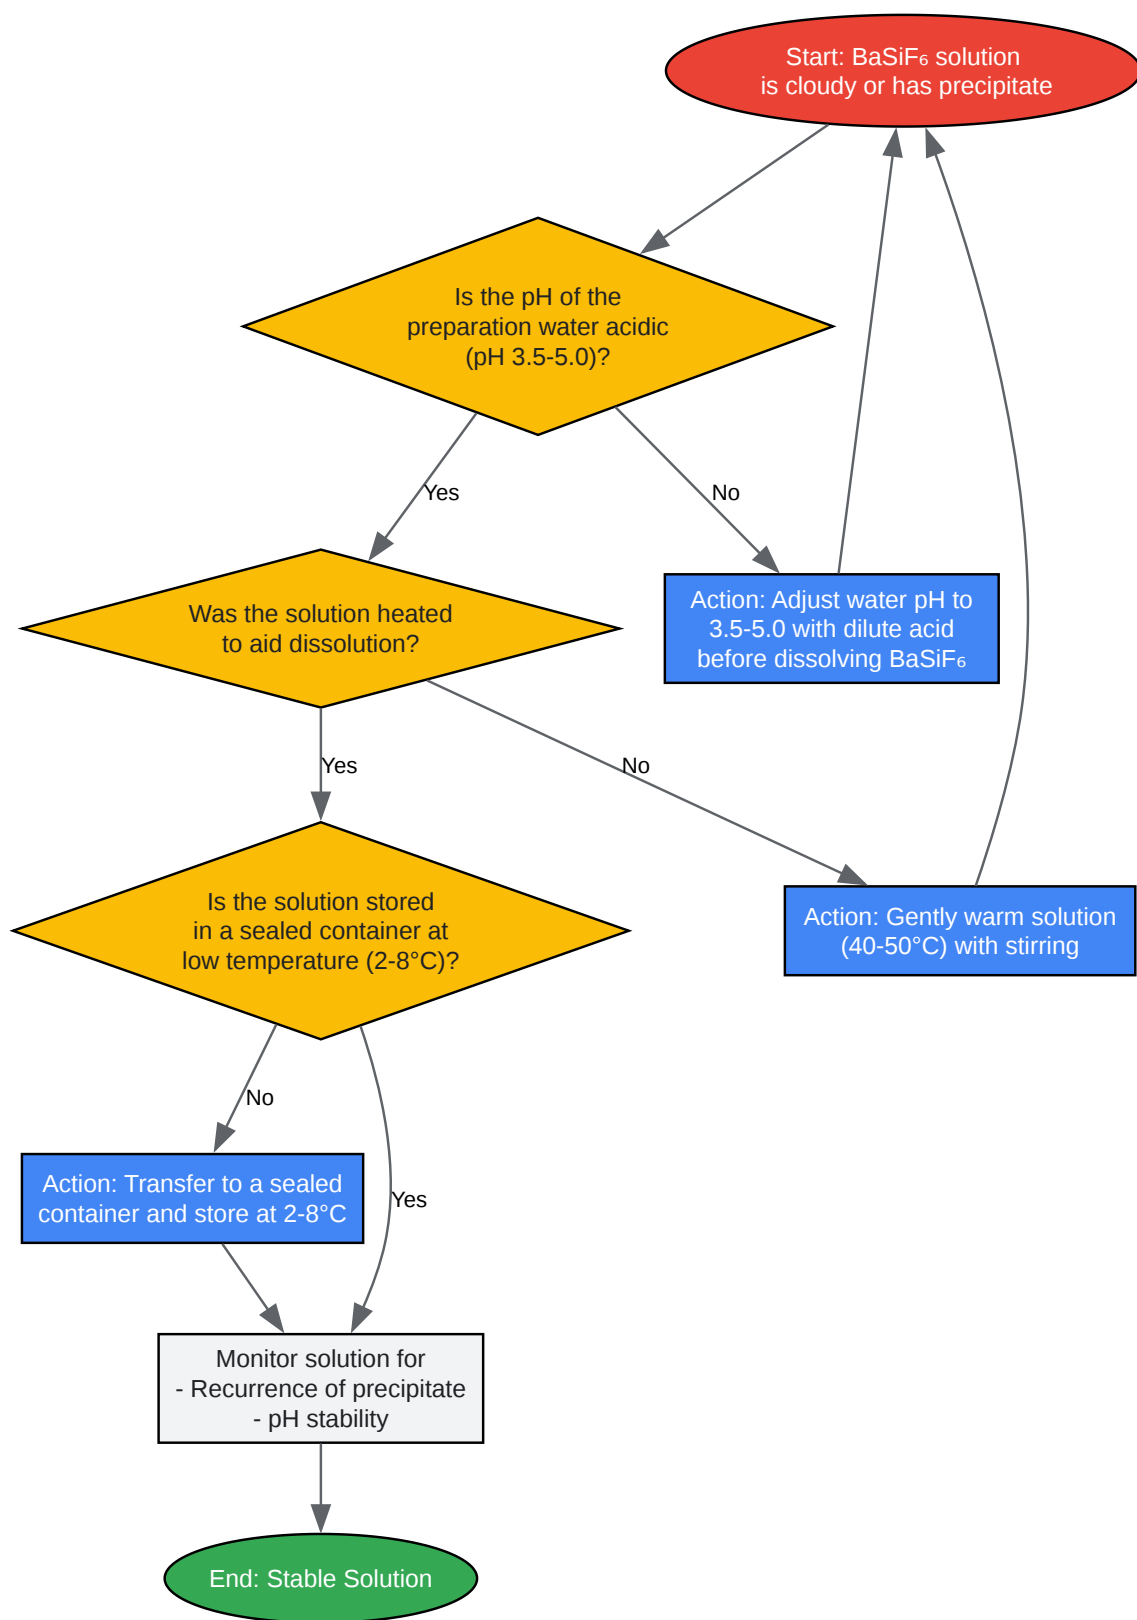 Start: BaSiF₆ solution
is cloudy or has precipitate
Is the pH of the
preparation water acidic
(pH 3.5-5.0)?
Yes
No
Was the solution heated
to aid dissolution?
Action: Adjust water pH to
3.5-5.0 with dilute acid
before dissolving BaSiF₆
Yes
No
Is the solution stored
in a sealed container at
low temperature (2-8°C)?
Action: Gently warm solution
(40-50°C) with stirring
No
Yes
Action: Transfer to a sealed
container and store at 2-8°C
Monitor solution for
- Recurrence of precipitate
- pH stability
End: Stable Solution